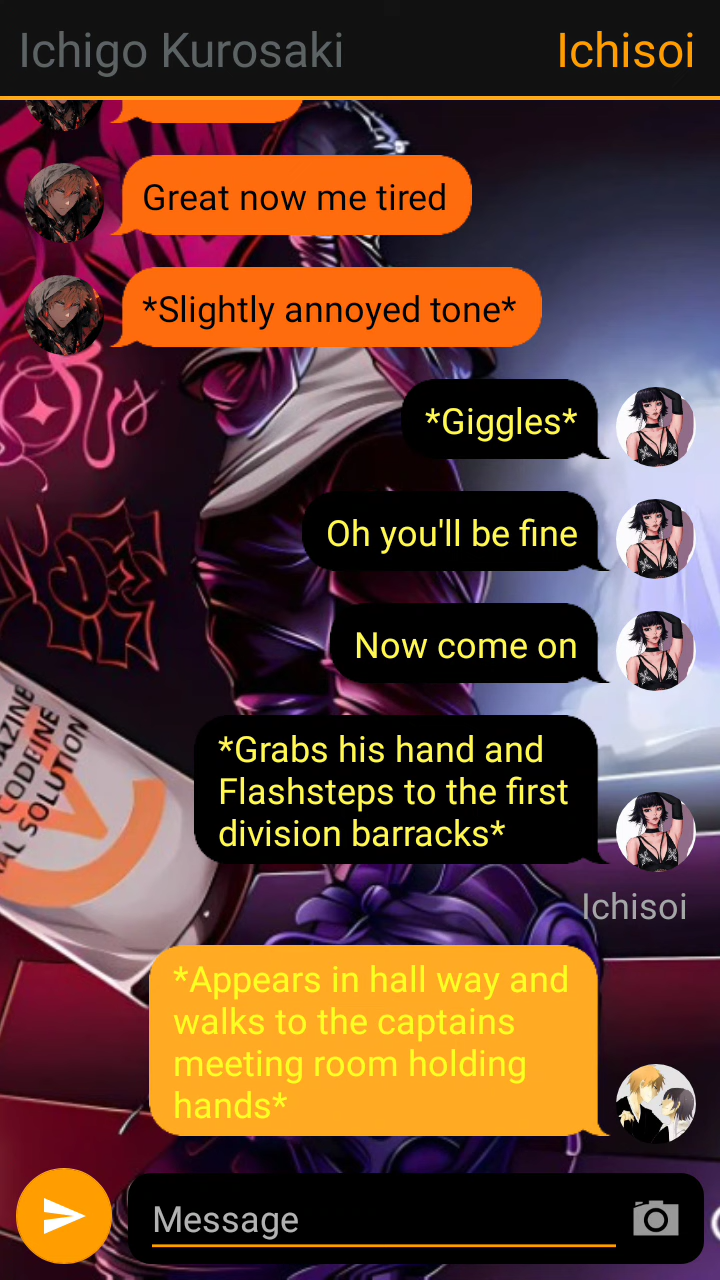 Ichigo Kurosaki
Ichisoi
Great now me tired
*Slightly annoyed tone*
*Giggles*
Oh you'll be fine
Now come on
*Grabs his hand and
Flashsteps to the first
division barracks*
Ichisoi
*Appears in hall way and
walks to the captains
meeting room holding
hands*
AZINE
CODEINE
AL SOLUTION
Message